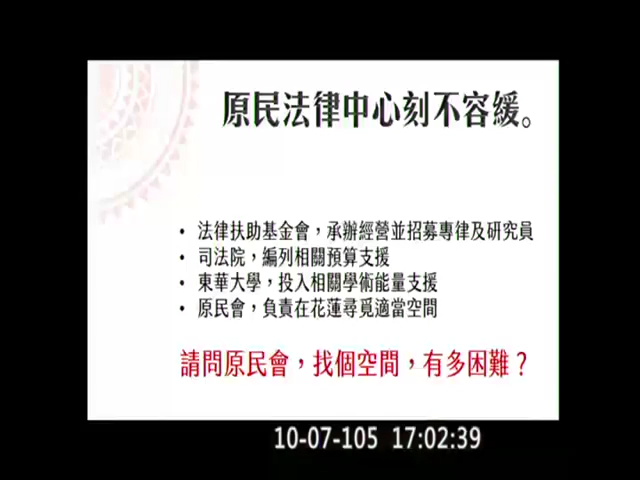 原民法律中心刻不容緩。
• 法律扶助基金會，承辦經營並招募專律及研究員
• 司法院，編列相關預算支援
• 東華大學，投入相關學術能量支援
• 原民會，負責在花蓮尋覓適當空間
請問原民會，找個空間，有多困難？
10-07-105 17:02:39